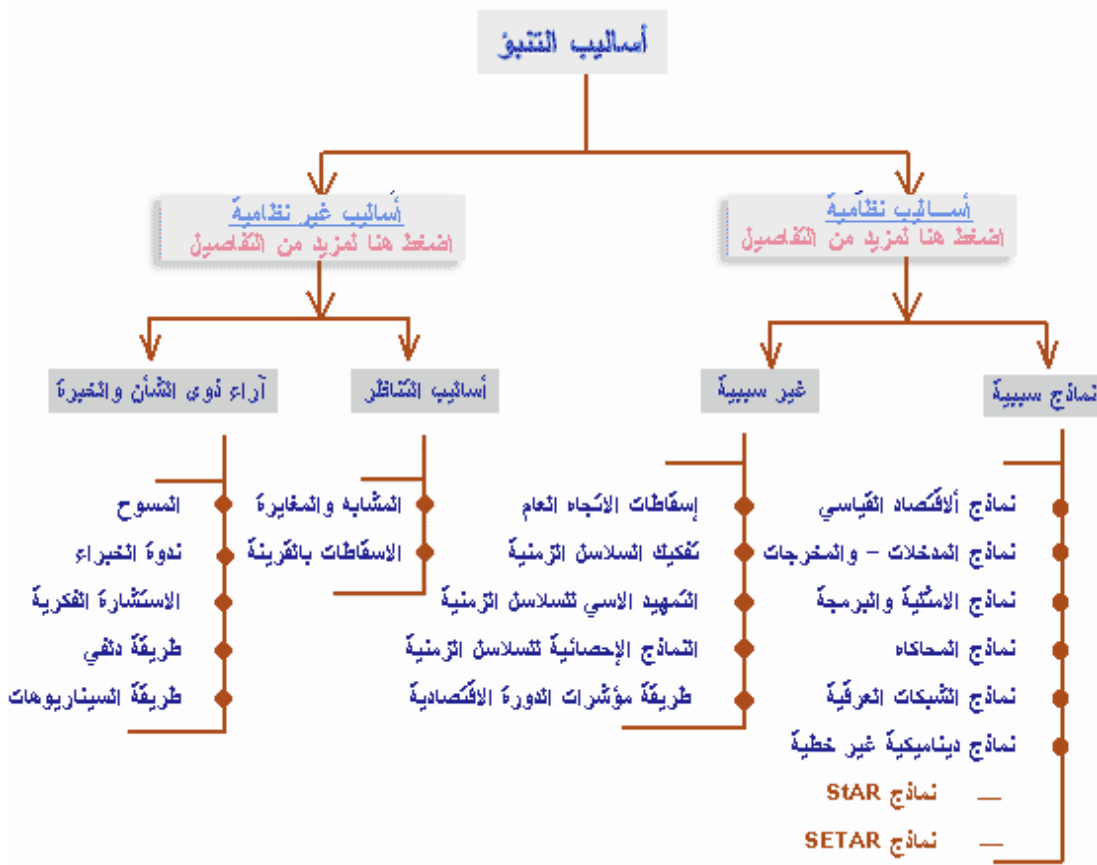 أساليب التنبؤ
أســاليب نظامية
اضغط هنا لمزيد من التفاصيل
أساليب غير نظامية
اضغط هنا لمزيد من التفاصيل
نماذج سببية
غير سببية
أساليب التناظر
آراء ذوى الشأن والخبرة
نماذج ألاقتصاد القياسي
نماذج المدخلات - والمخرجات
نماذج الامثلية والبرمجة
نماذج المحاكاه
نماذج الشبكات العرفية
نماذج ديناميكية غير خطية
— نماذج StAR
— نماذج SETAR
إسقاطات الاتجاه العام
تفكيك السلاسل الزمنية
التمهيد الاسي للسلاسل الزمنية
النماذج الإحصائية للسلاسل الزمنية
طريقة مؤشرات الدورة الاقتصادية
المشابه والمغايرة
الاسقاطات بالقرينة
المسوح
ندوة الخبراء
الاستشارة الفكرية
طريقة دلفي
طريقة السيناريوهات